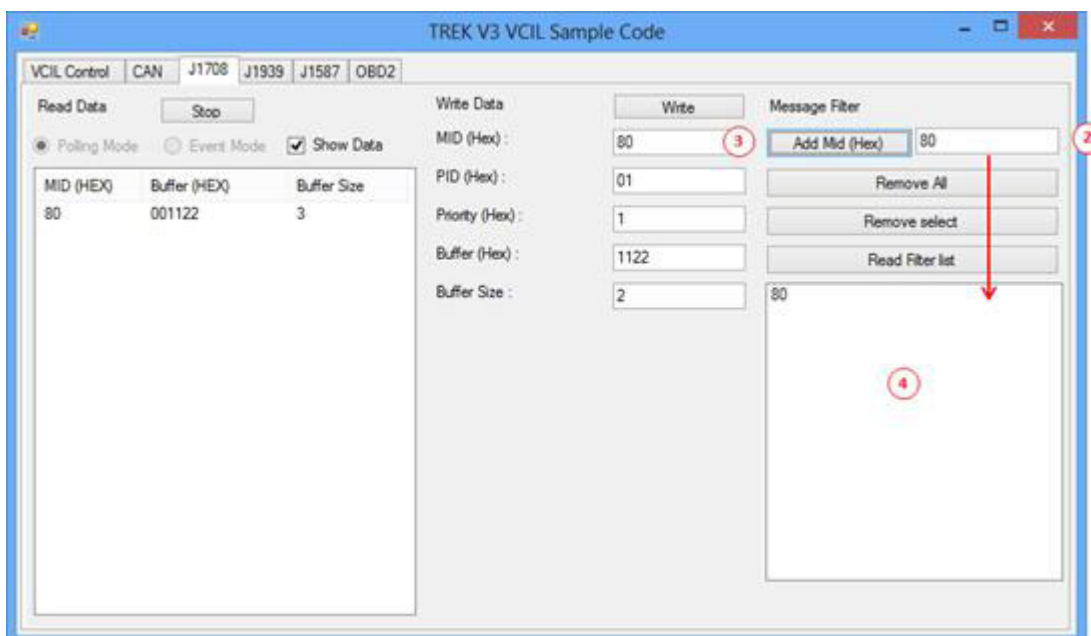 TREK V3 VCIL Sample Code
VCIL Control CAN J1708 J1939 J1587 OBD2
Read Data Stop
Polling Mode Event Mode Show Data
MID (HEX) Buffer (HEX) Buffer Size
80 001122 3
Write Data Write
MID (Hex) : 80 3
PID (Hex) : 01
Priority (Hex) : 1
Buffer (Hex) : 1122
Buffer Size : 2
Message Filter
Add Mid (Hex) 80 2
Remove All
Remove select
Read Filter list
80
4